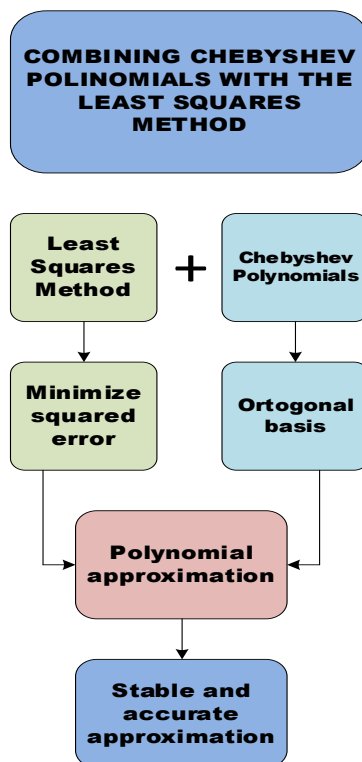 COMBINING CHEBYSHEV
POLINOMIALS WITH THE
LEAST SQUARES
METHOD
Least
Squares
Method
+
Chebyshev
Polynomials
Minimize
squared
error
Ortogonal
basis
Polynomial
approximation
Stable and
accurate
approximation